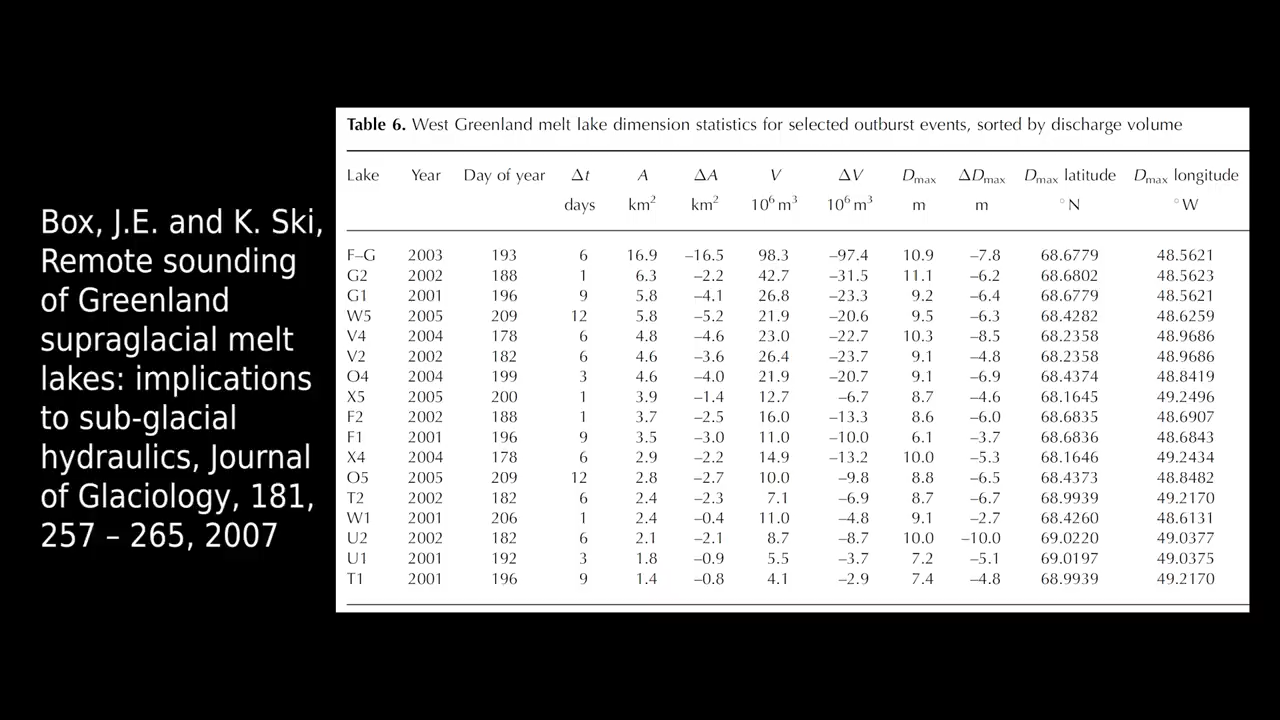 Box, J.E. and K. Ski,
Remote sounding
of Greenland
supraglacial melt
lakes: implications
to sub-glacial
hydraulics, Journal
of Glaciology, 181,
257 – 265, 2007
Table 6. West Greenland melt lake dimension statistics for selected outburst events, sorted by discharge volume
Lake Year Day of year Δt A ΔA V ΔV Dmax ΔDmax Dmax latitude Dmax longitude
days km² km² 10⁶ m³ 10⁶ m³ m m °N °W
F–G 2003 193 6 16.9 –16.5 98.3 –97.4 10.9 –7.8 68.6779 48.5621
G2 2002 188 1 6.3 –2.2 42.7 –31.5 11.1 –6.2 68.6802 48.5623
G1 2001 196 9 5.8 –4.1 26.8 –23.3 9.2 –6.4 68.6779 48.5621
W5 2005 209 12 5.8 –5.2 21.9 –20.6 9.5 –6.3 68.4282 48.6259
V4 2004 178 6 4.8 –4.6 23.0 –22.7 10.3 –8.5 68.2358 48.9686
V2 2002 182 6 4.6 –3.6 26.4 –23.7 9.1 –4.8 68.2358 48.9686
O4 2004 199 3 4.6 –4.0 21.9 –20.7 9.1 –6.9 68.4374 48.8419
X5 2005 200 1 3.9 –1.4 12.7 –6.7 8.7 –4.6 68.1645 49.2496
F2 2002 188 1 3.7 –2.5 16.0 –13.3 8.6 –6.0 68.6835 48.6907
F1 2001 196 9 3.5 –3.0 11.0 –10.0 6.1 –3.7 68.6836 48.6843
X4 2004 178 6 2.9 –2.2 14.9 –13.2 10.0 –5.3 68.1646 49.2434
O5 2005 209 12 2.8 –2.7 10.0 –9.8 8.8 –6.5 68.4373 48.8482
T2 2002 182 6 2.4 –2.3 7.1 –6.9 8.7 –6.7 68.9939 49.2170
W1 2001 206 1 2.4 –0.4 11.0 –4.8 9.1 –2.7 68.4260 48.6131
U2 2002 182 6 2.1 –2.1 8.7 –8.7 10.0 –10.0 69.0220 49.0377
U1 2001 192 3 1.8 –0.9 5.5 –3.7 7.2 –5.1 69.0197 49.0375
T1 2001 196 9 1.4 –0.8 4.1 –2.9 7.4 –4.8 68.9939 49.2170